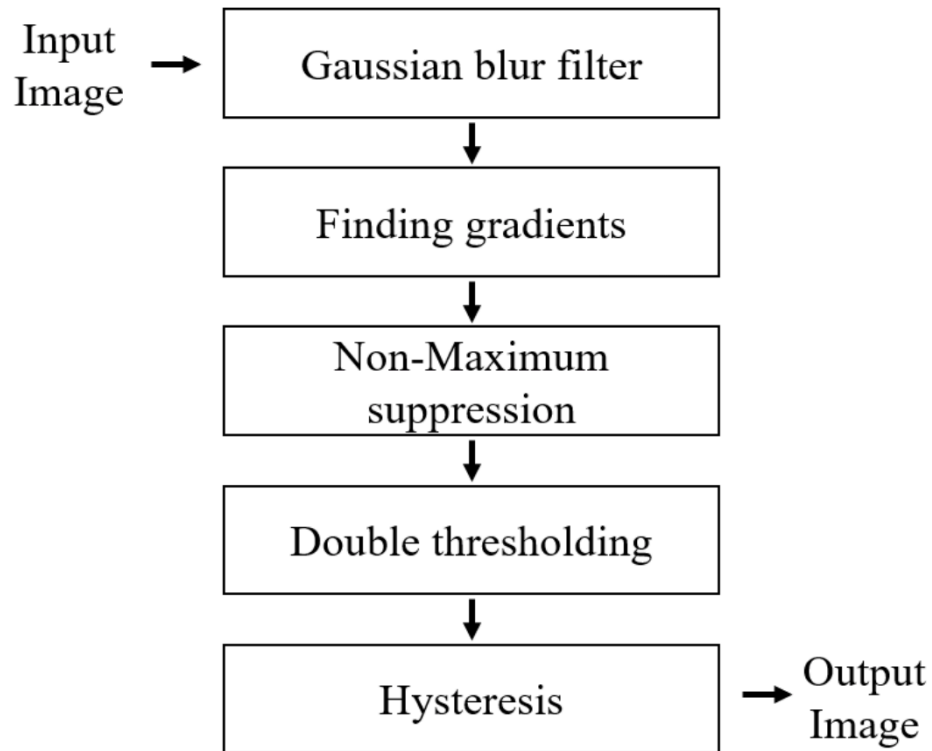 Input
Image
Gaussian blur filter
Finding gradients
Non-Maximum
suppression
Double thresholding
Hysteresis
Output
Image